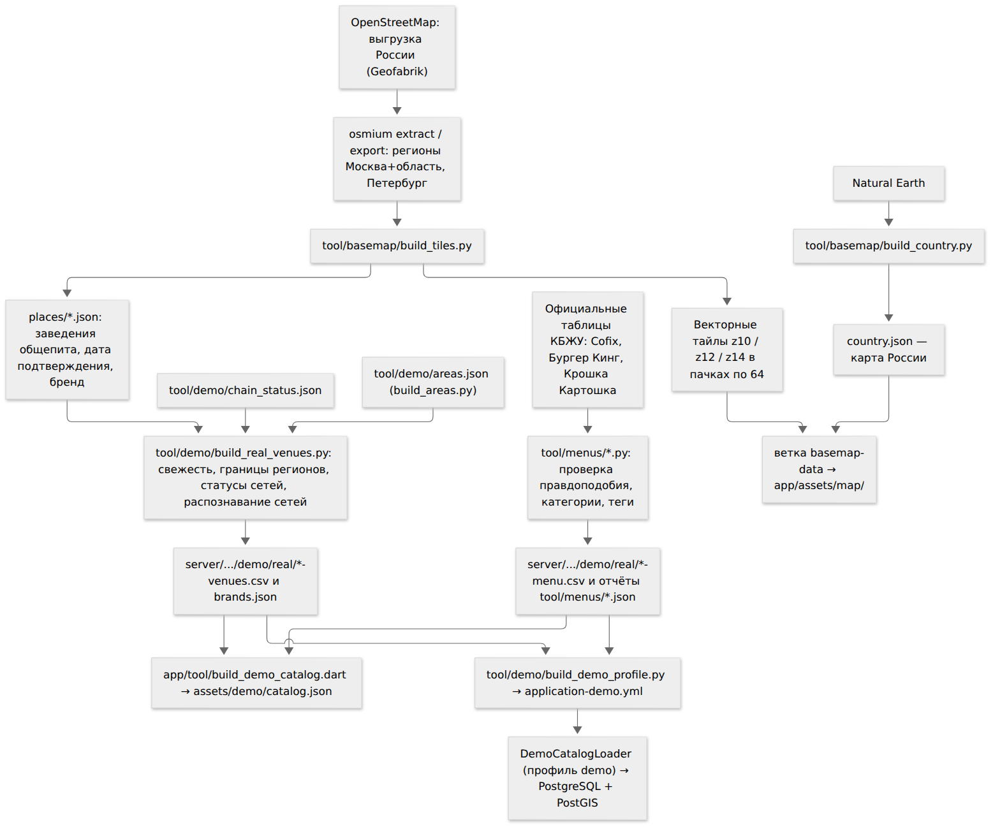 OpenStreetMap:
выгрузка
России
(Geofabrik)
osmium extract /
export: регионы
Москва+область,
Петербург
Natural Earth
tool/basemap/build_tiles.py
tool/basemap/build_country.py
places/*.json:
заведения
общепита, дата
подтверждения,
бренд
tool/demo/chain_status.json
tool/demo/areas.json
(build_areas.py)
Официальные
таблицы
КБЖУ: Cofix,
Бургер Кинг,
Крошка
Картошка
Векторные
тайлы z10 /
z12 / z14 в
пачках по 64
country.json —
карта России
tool/demo/build_real_venues.py:
свежесть, границы регионов,
статусы сетей,
распознавание сетей
tool/menus/*.py:
проверка
правдоподобия,
категории, теги
ветка basemap-
data →
app/assets/map/
server/.../demo/real/*-
venues.csv и
brands.json
server/.../demo/real/*-
menu.csv и отчёты
tool/menus/*.json
app/tool/build_demo_catalog.dart
→ assets/demo/catalog.json
tool/demo/build_demo_profile.py
→ application-demo.yml
DemoCatalogLoader
(профиль demo) →
PostgreSQL +
PostGIS